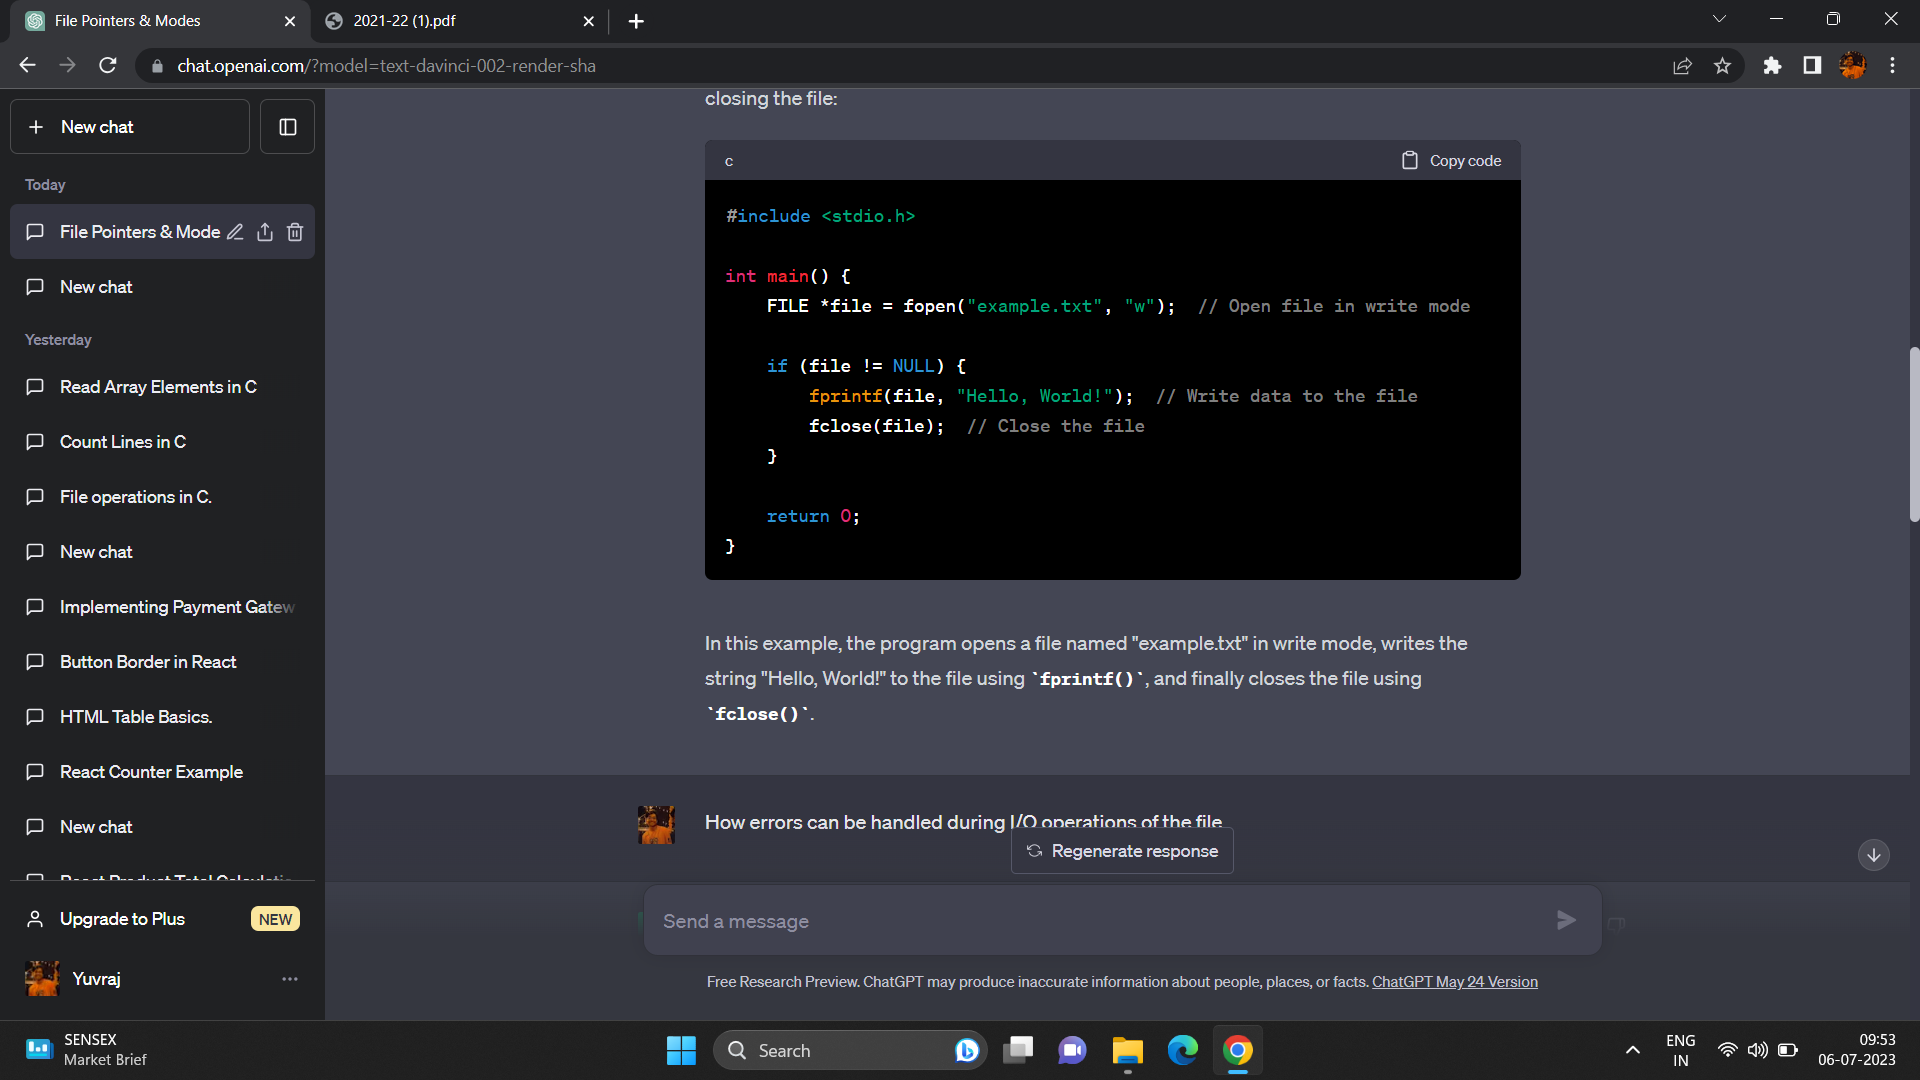 File Pointers & Modes
2021-22 (1).pdf
chat.openai.com/?model=text-davinci-002-render-sha
New chat
Today
File Pointers & Mode
New chat
Yesterday
Read Array Elements in C
Count Lines in C
File operations in C.
New chat
Implementing Payment Gatew
Button Border in React
HTML Table Basics.
React Counter Example
New chat
React Product Total Calculatio
Upgrade to Plus NEW
Yuvraj
closing the file:
c Copy code
#include <stdio.h>
int main() {
FILE *file = fopen("example.txt", "w");  // Open file in write mode
if (file != NULL) {
fprintf(file, "Hello, World!");  // Write data to the file
fclose(file);  // Close the file
}
return 0;
}
In this example, the program opens a file named "example.txt" in write mode, writes the
string "Hello, World!" to the file using `fprintf()`, and finally closes the file using
`fclose()`.
How errors can be handled during I/O operations of the file
Regenerate response
Send a message
Free Research Preview. ChatGPT may produce inaccurate information about people, places, or facts. ChatGPT May 24 Version
SENSEX
Market Brief
Search
ENG
IN
09:53
06-07-2023